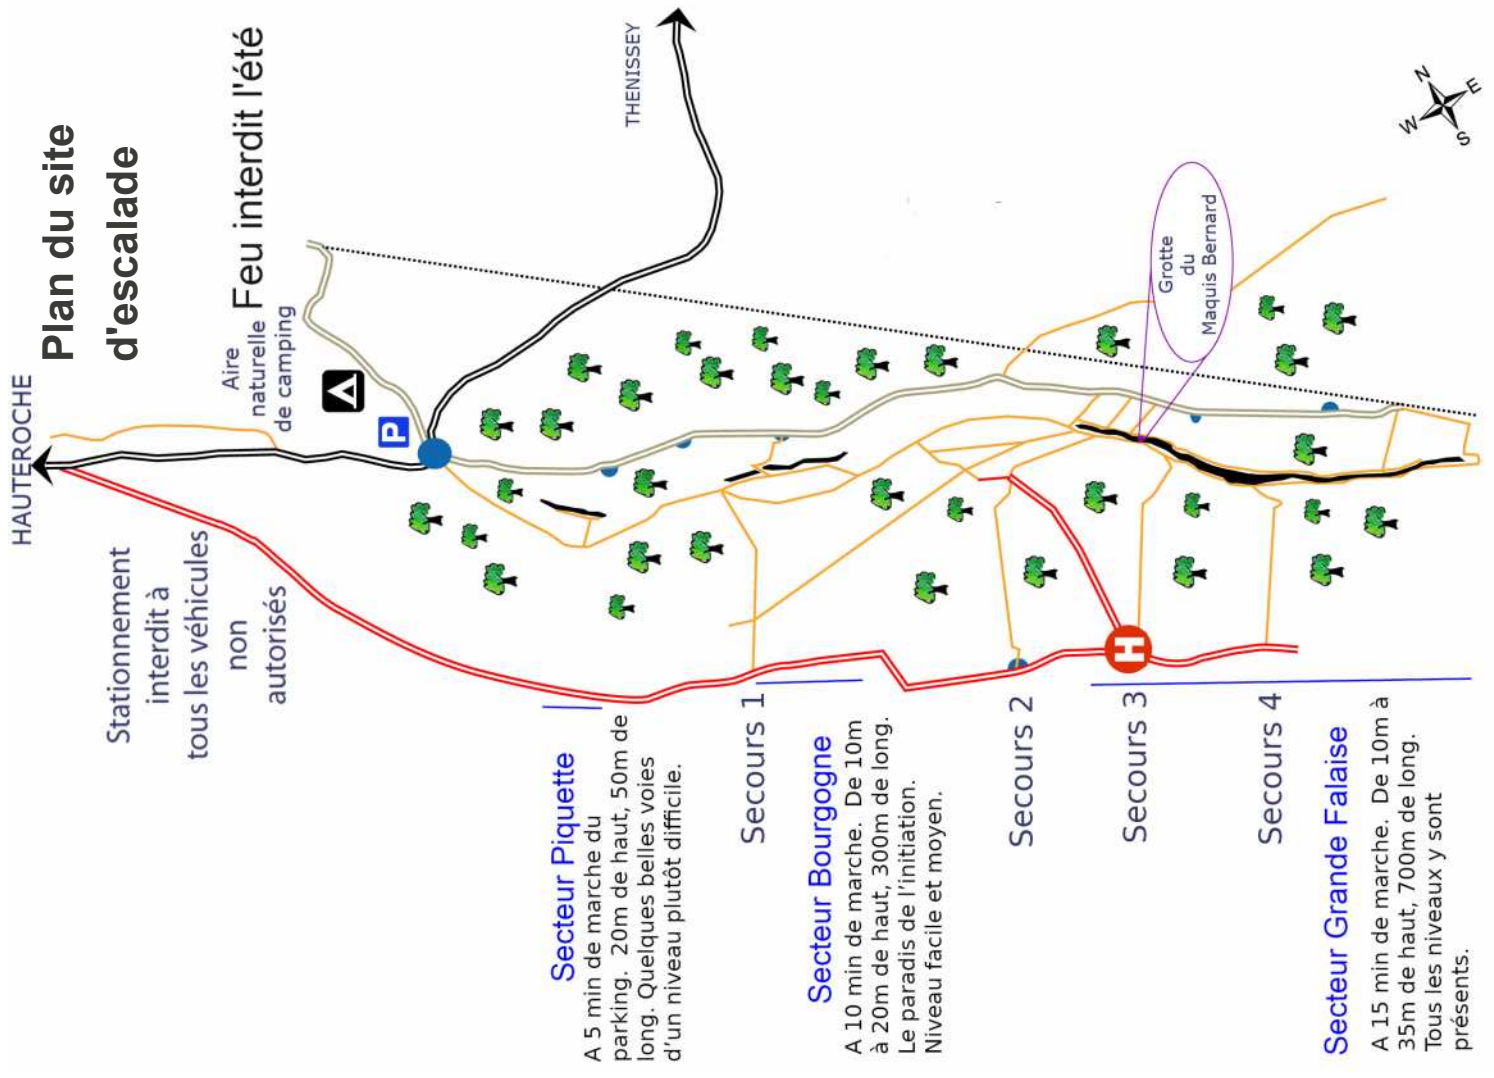 Plan du site
d'escalade
HAUTEROCHE
Stationnement
interdit à
tous les véhicules
non
autorisés
Aire
naturelle
de camping
Feu interdit l'été
P
THENISSEY
N
E
S
W
Grotte
du
Maquis Bernard
H
Secteur Piquette
A 5 min de marche du
parking. 20m de haut, 50m de
long. Quelques belles voies
d'un niveau plutôt difficile.
Secours 1
Secteur Bourgogne
A 10 min de marche. De 10m
à 20m de haut, 300m de long.
Le paradis de l'initiation.
Niveau facile et moyen.
Secours 2
Secours 3
Secours 4
Secteur Grande Falaise
A 15 min de marche. De 10m à
35m de haut, 700m de long.
Tous les niveaux y sont
présents.